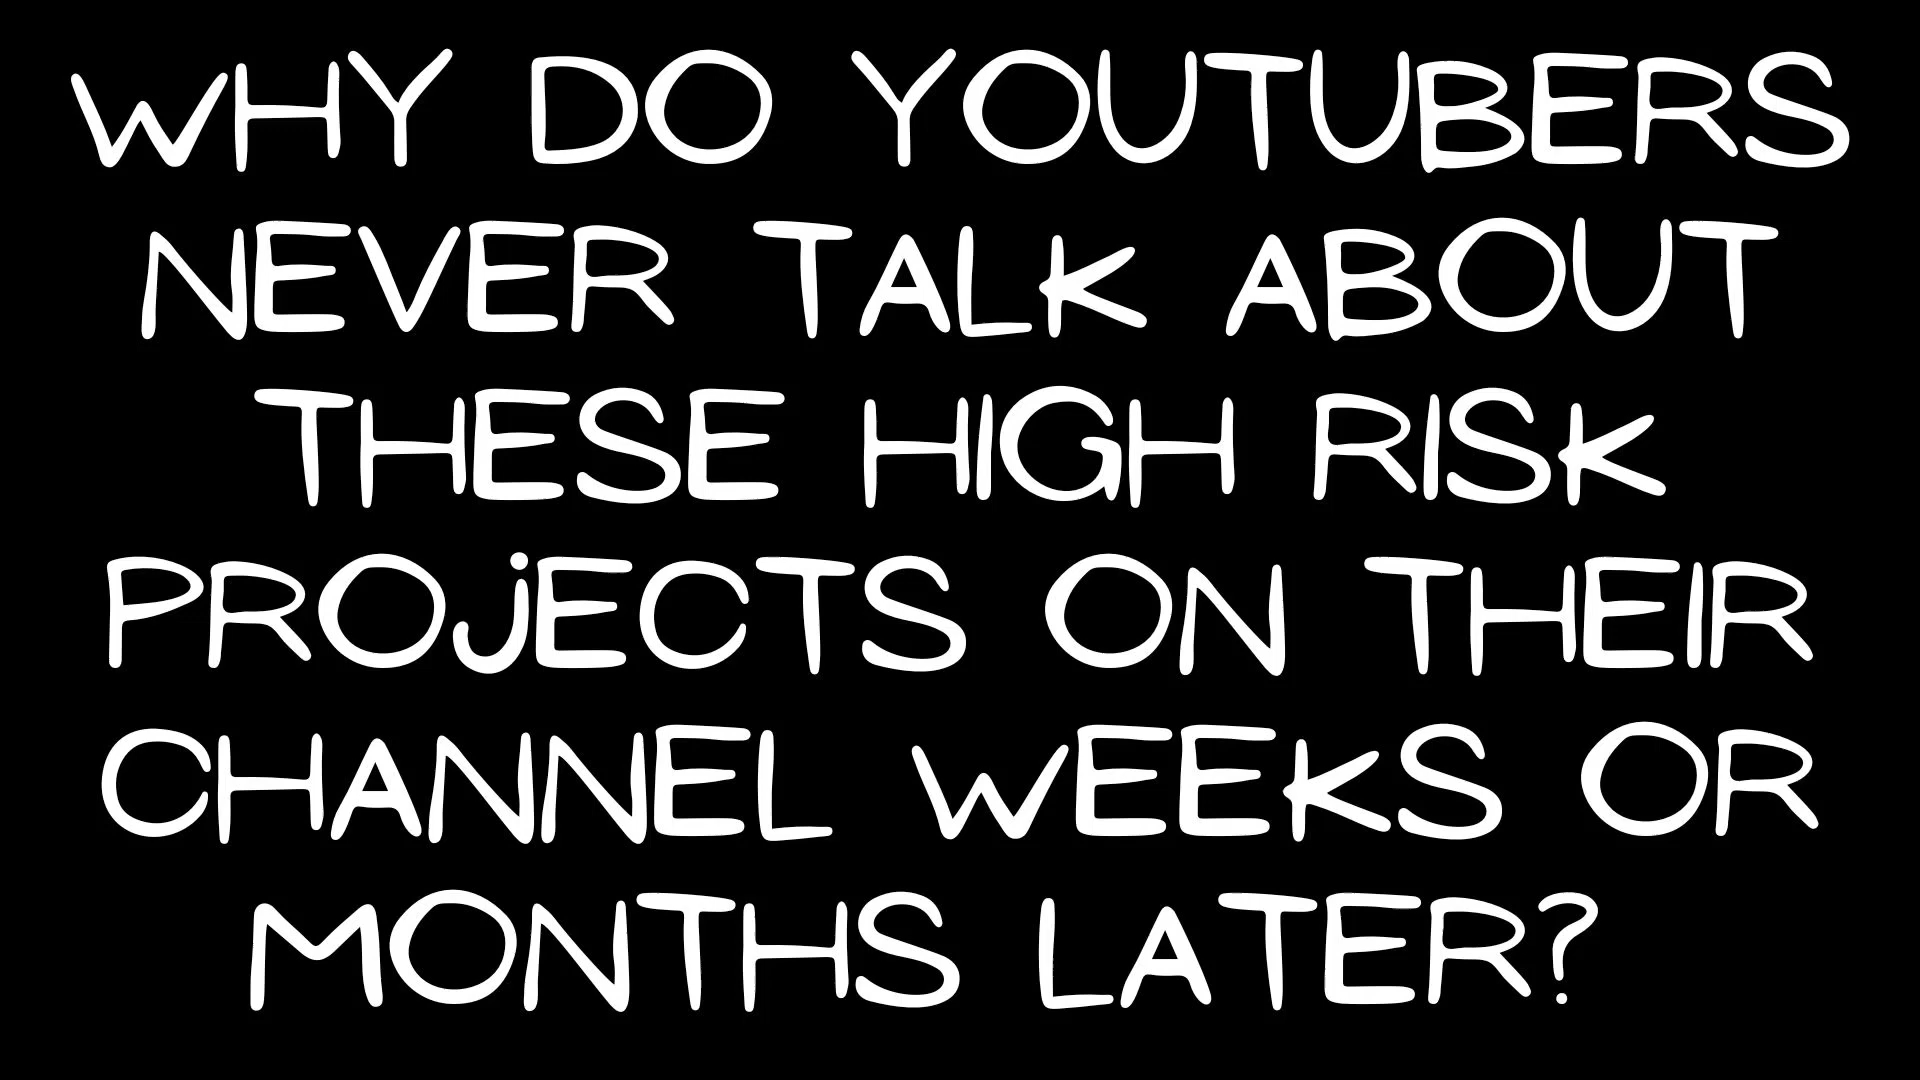 WHY DO YOUTUBERS
NEVER TALK ABOUT
THESE HIGH RISK
PROJECTS ON THEIR
CHANNEL WEEKS OR
MONTHS LATER?